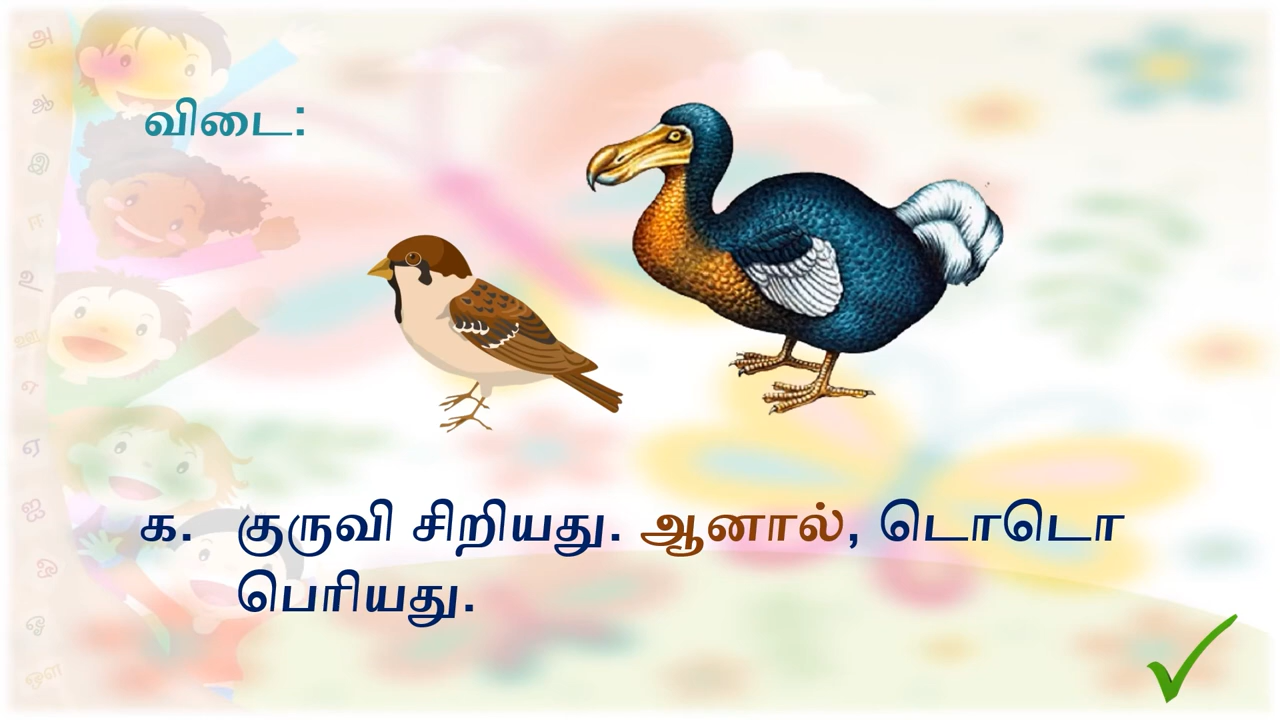 விடை:
க. குருவி சிறியது. ஆனால், டொடொ
பெரியது.
அ
ஆ
இ
ஈ
உ
ஊ
எ
ஏ
ஐ
ஒ
ஓ
ஔ